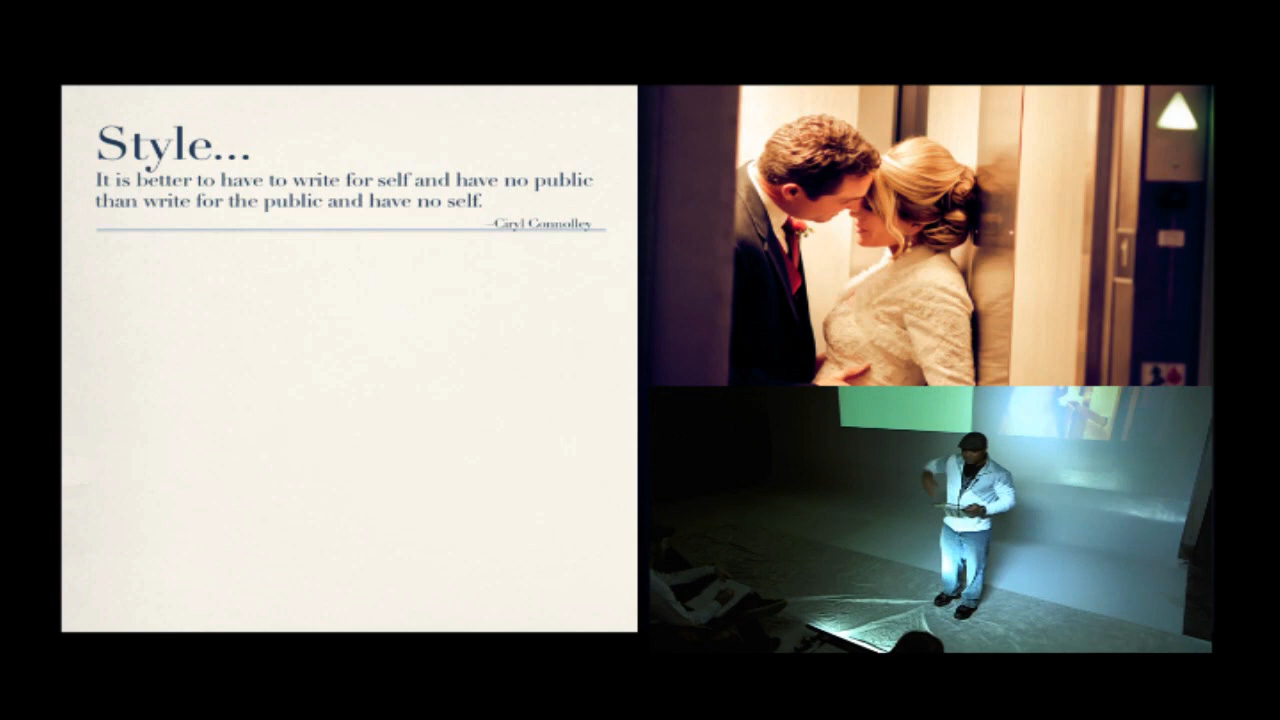 Style...
It is better to have to write for self and have no public
than write for the public and have no self.
–Ciryl Connolley